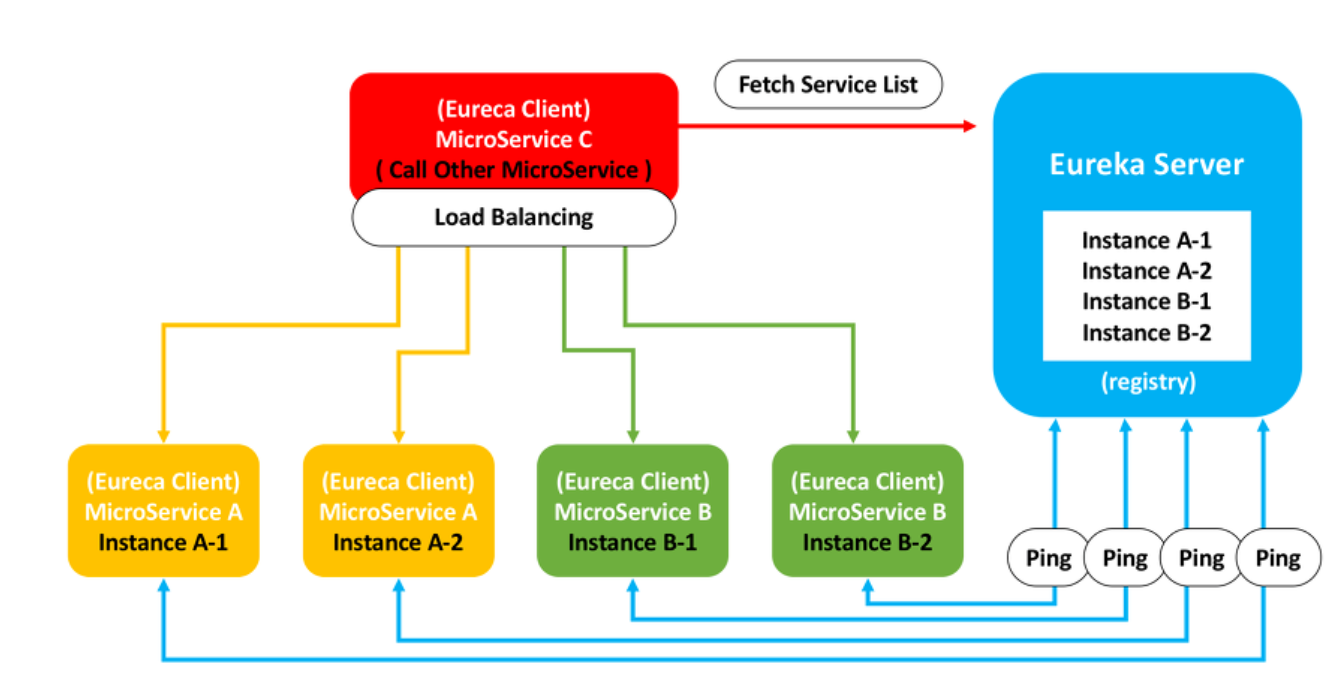 Fetch Service List
(Eureca Client)
MicroService C
( Call Other MicroService )
Load Balancing
Eureka Server
Instance A-1
Instance A-2
Instance B-1
Instance B-2
(registry)
(Eureca Client)
MicroService A
Instance A-1
(Eureca Client)
MicroService A
Instance A-2
(Eureca Client)
MicroService B
Instance B-1
(Eureca Client)
MicroService B
Instance B-2
Ping
Ping
Ping
Ping